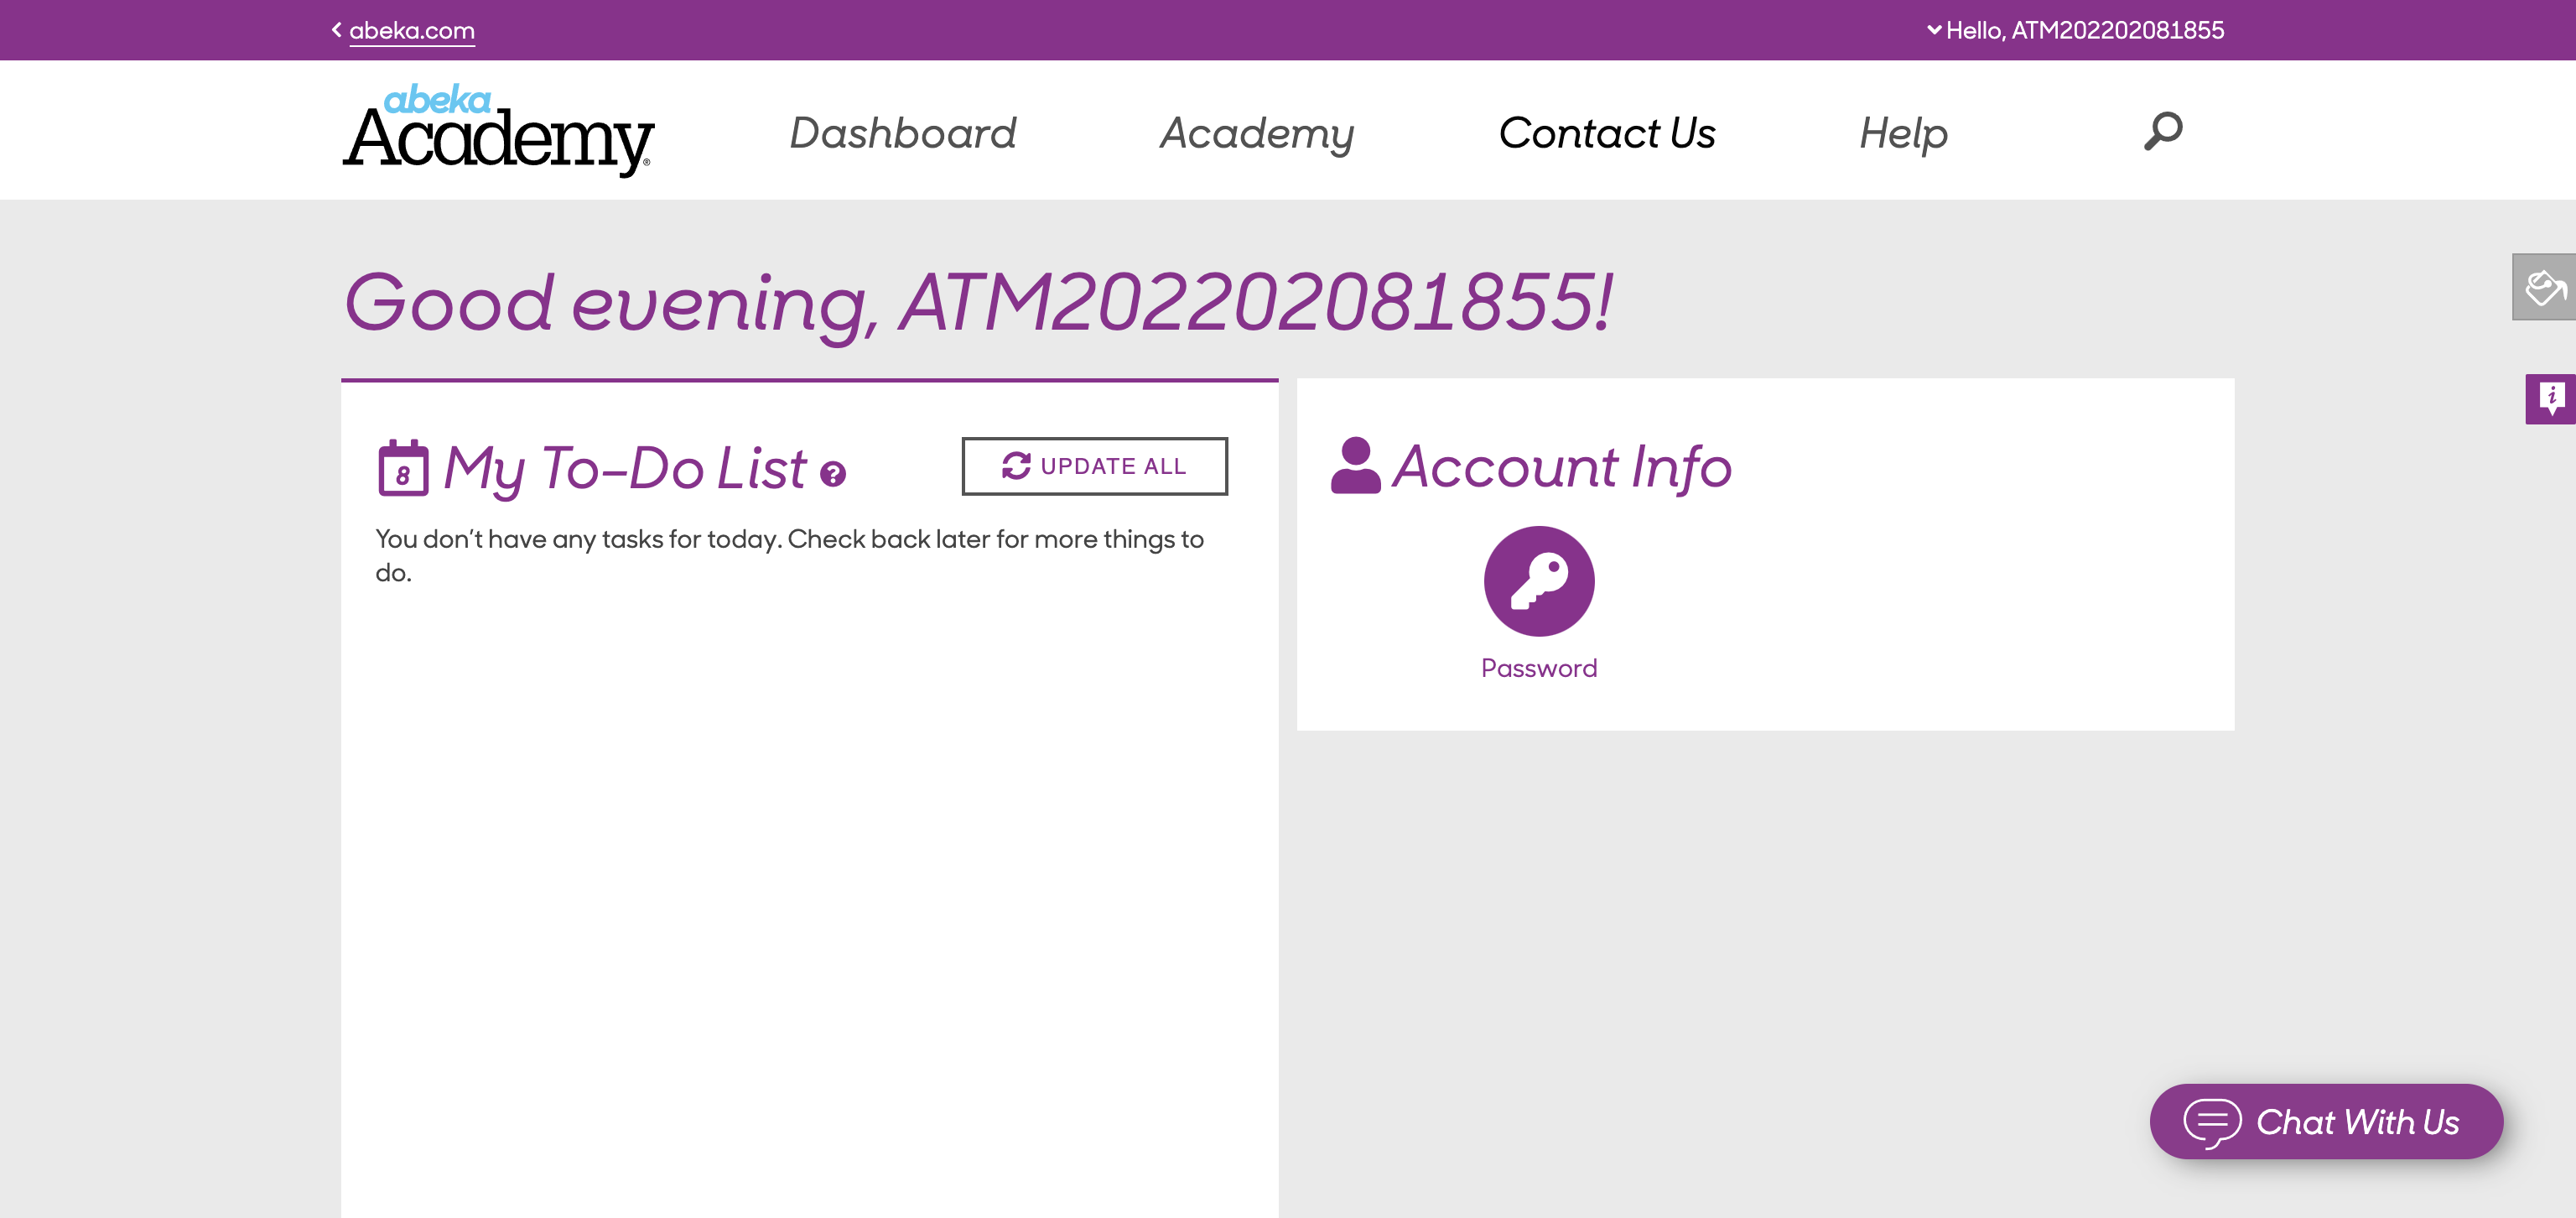 abeka.com
Hello, ATM202202081855
abeka
Academy®
Dashboard
Academy
Contact Us
Help
Good evening, ATM202202081855!
8
My To-Do List
?
UPDATE ALL
You don't have any tasks for today. Check back later for more things to
do.
Account Info
Password
i
Chat With Us